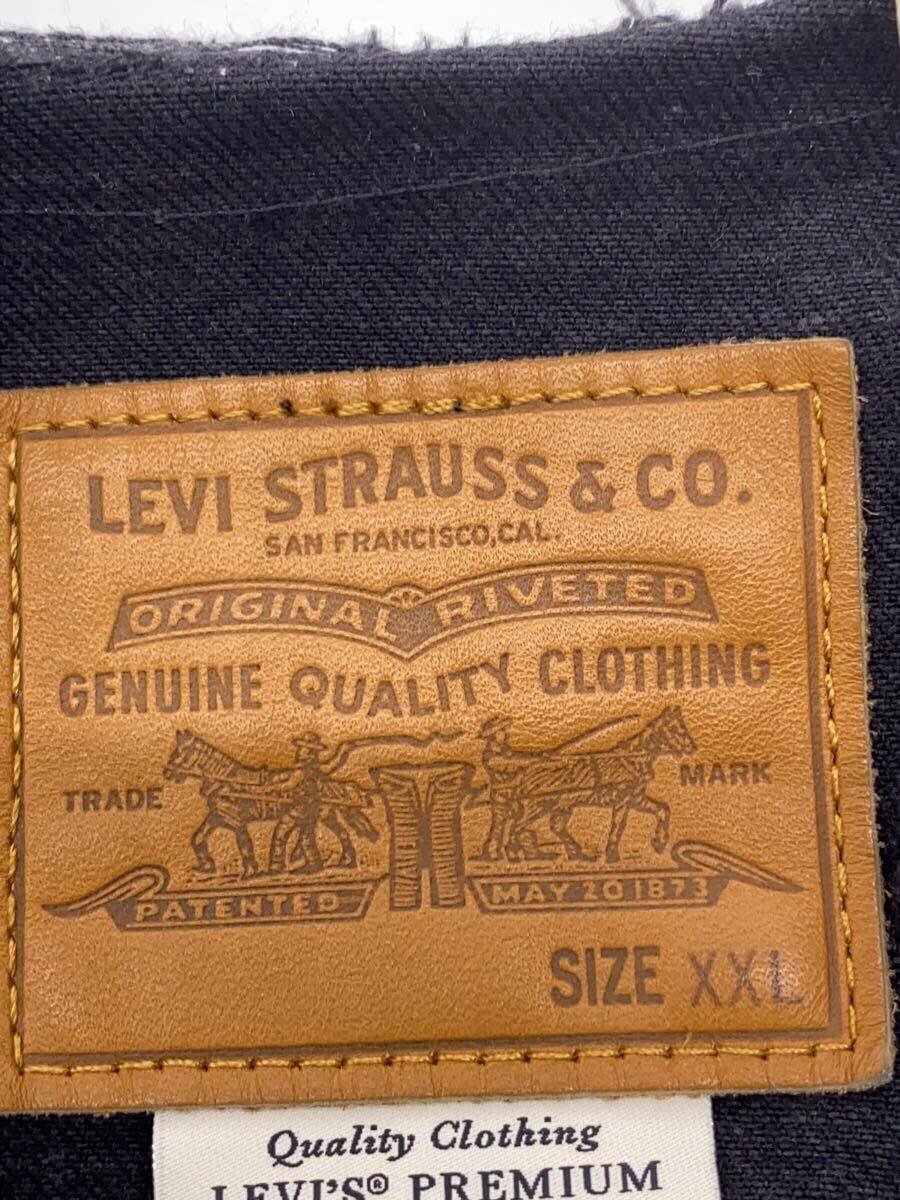 LEVI STRAUSS & CO.
SAN FRANCISCO, CAL.
ORIGINAL RIVETED
GENUINE QUALITY CLOTHING
TRADE MARK
PATENTED MAY 20 1873
SIZE XXL
Quality Clothing
LEVI'S® PREMIUM